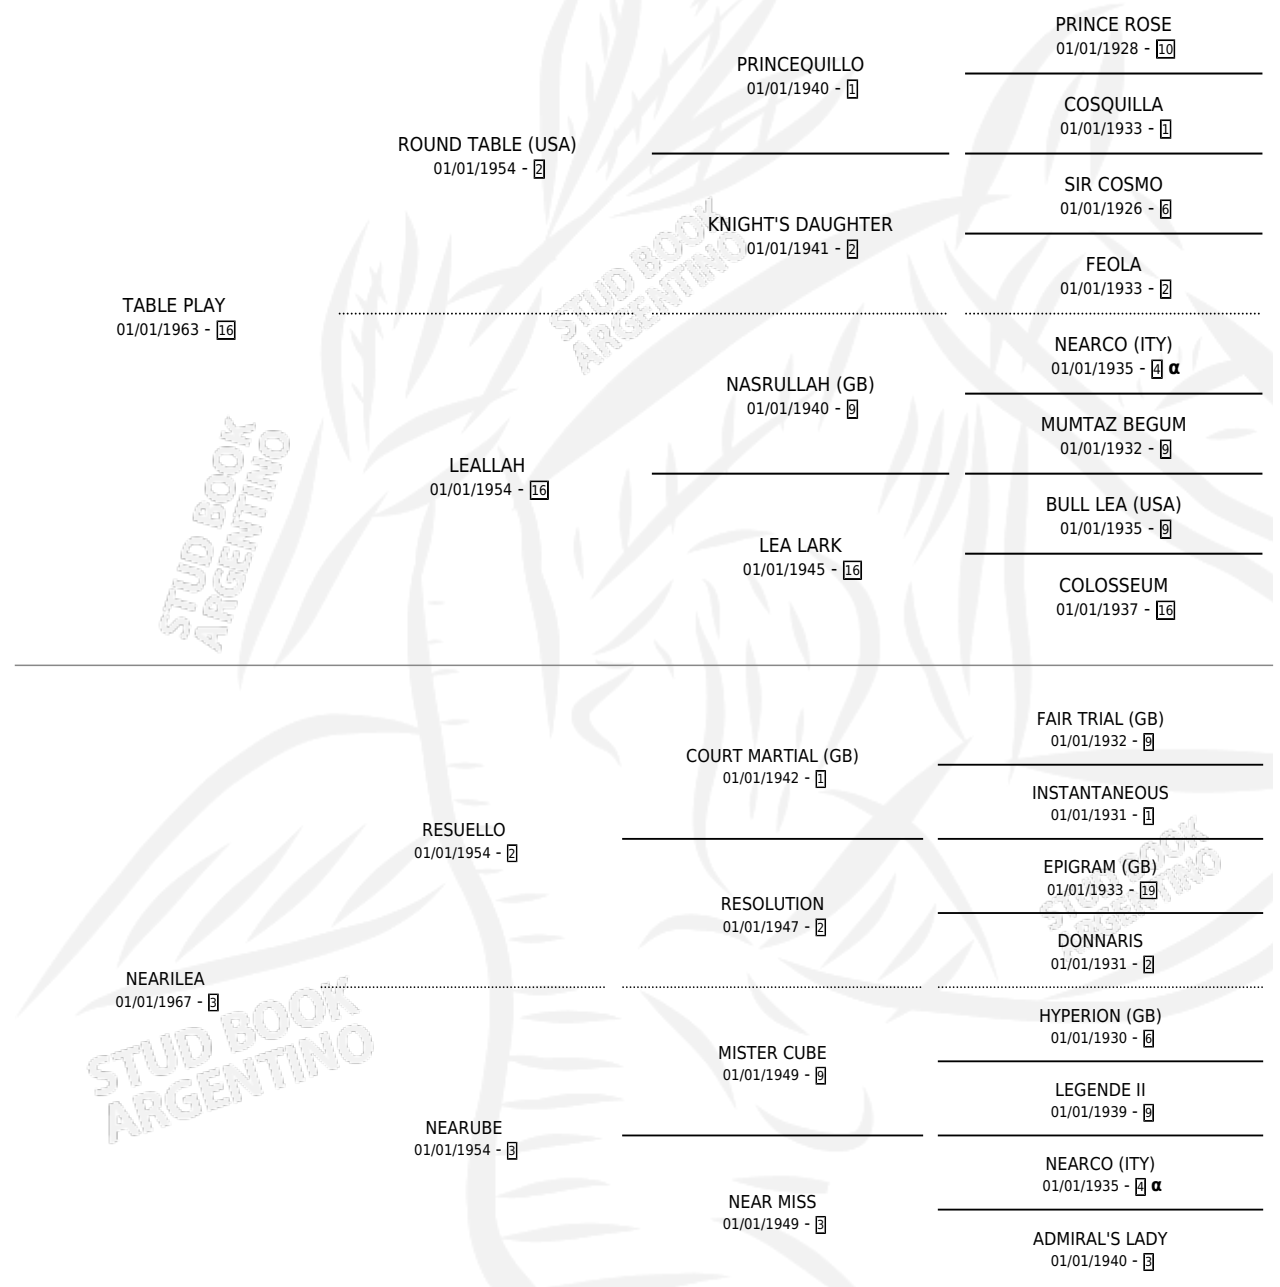 TABLE PLAY
01/01/1963 - 16
ROUND TABLE (USA)
01/01/1954 - 2
PRINCEQUILLO
01/01/1940 - 1
PRINCE ROSE
01/01/1928 - 10
COSQUILLA
01/01/1933 - 1
KNIGHT'S DAUGHTER
01/01/1941 - 2
SIR COSMO
01/01/1926 - 6
FEOLA
01/01/1933 - 2
LEALLAH
01/01/1954 - 16
NASRULLAH (GB)
01/01/1940 - 9
NEARCO (ITY)
01/01/1935 - 4 α
MUMTAZ BEGUM
01/01/1932 - 9
LEA LARK
01/01/1945 - 16
BULL LEA (USA)
01/01/1935 - 9
COLOSSEUM
01/01/1937 - 16
NEARILEA
01/01/1967 - 3
RESUELLO
01/01/1954 - 2
COURT MARTIAL (GB)
01/01/1942 - 1
FAIR TRIAL (GB)
01/01/1932 - 9
INSTANTANEOUS
01/01/1931 - 1
RESOLUTION
01/01/1947 - 2
EPIGRAM (GB)
01/01/1933 - 19
DONNARIS
01/01/1931 - 2
NEARUBE
01/01/1954 - 3
MISTER CUBE
01/01/1949 - 9
HYPERION (GB)
01/01/1930 - 6
LEGENDE II
01/01/1939 - 9
NEAR MISS
01/01/1949 - 3
NEARCO (ITY)
01/01/1935 - 4 α
ADMIRAL'S LADY
01/01/1940 - 3
STUD BOOK
ARGENTINO
STUD BOOK
ARGENTINO
STUD BOOK
ARGENTINO
STUD BOOK
ARGENTINO